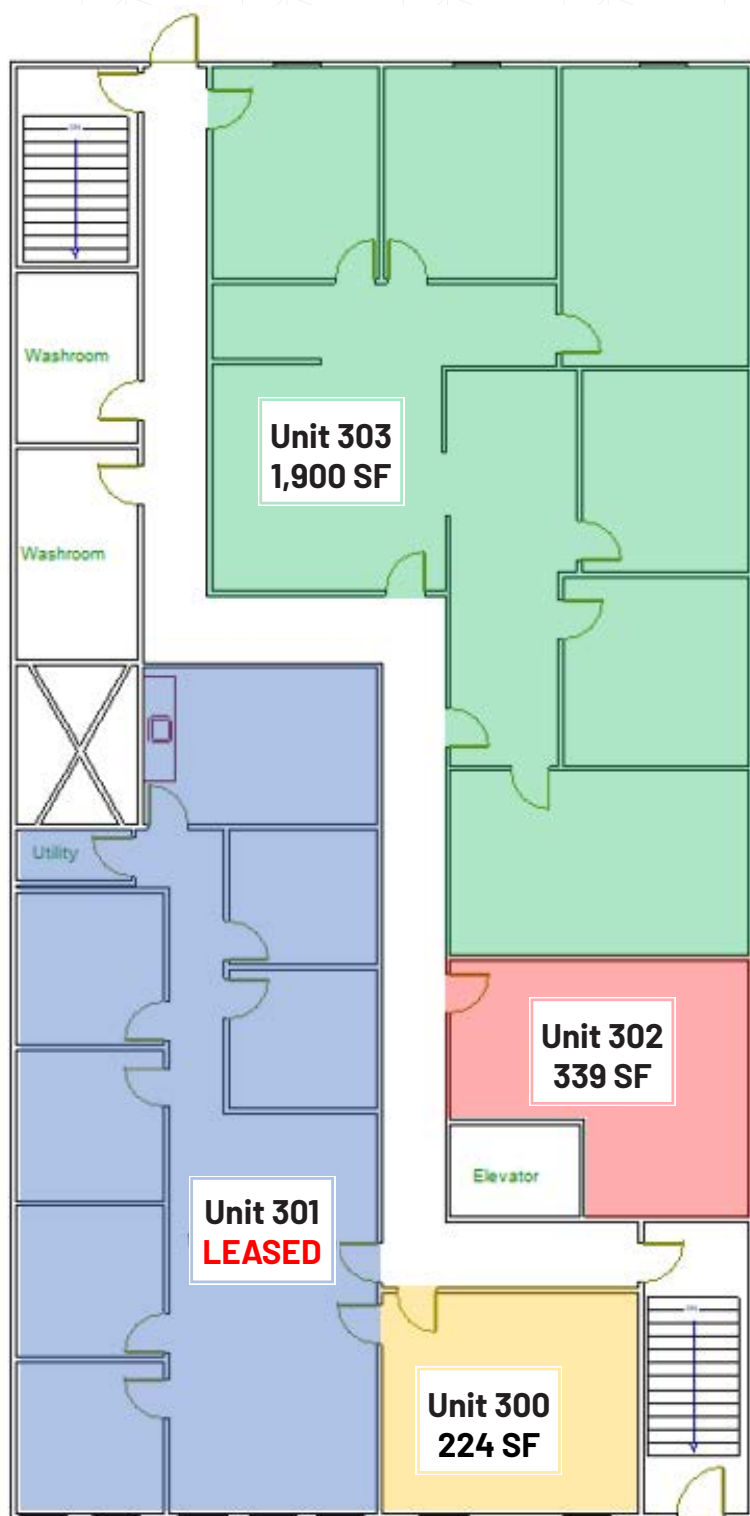 Washroom
Unit 303
1,900 SF
Washroom
Utility
Unit 302
339 SF
Elevator
Unit 301
LEASED
Unit 300
224 SF